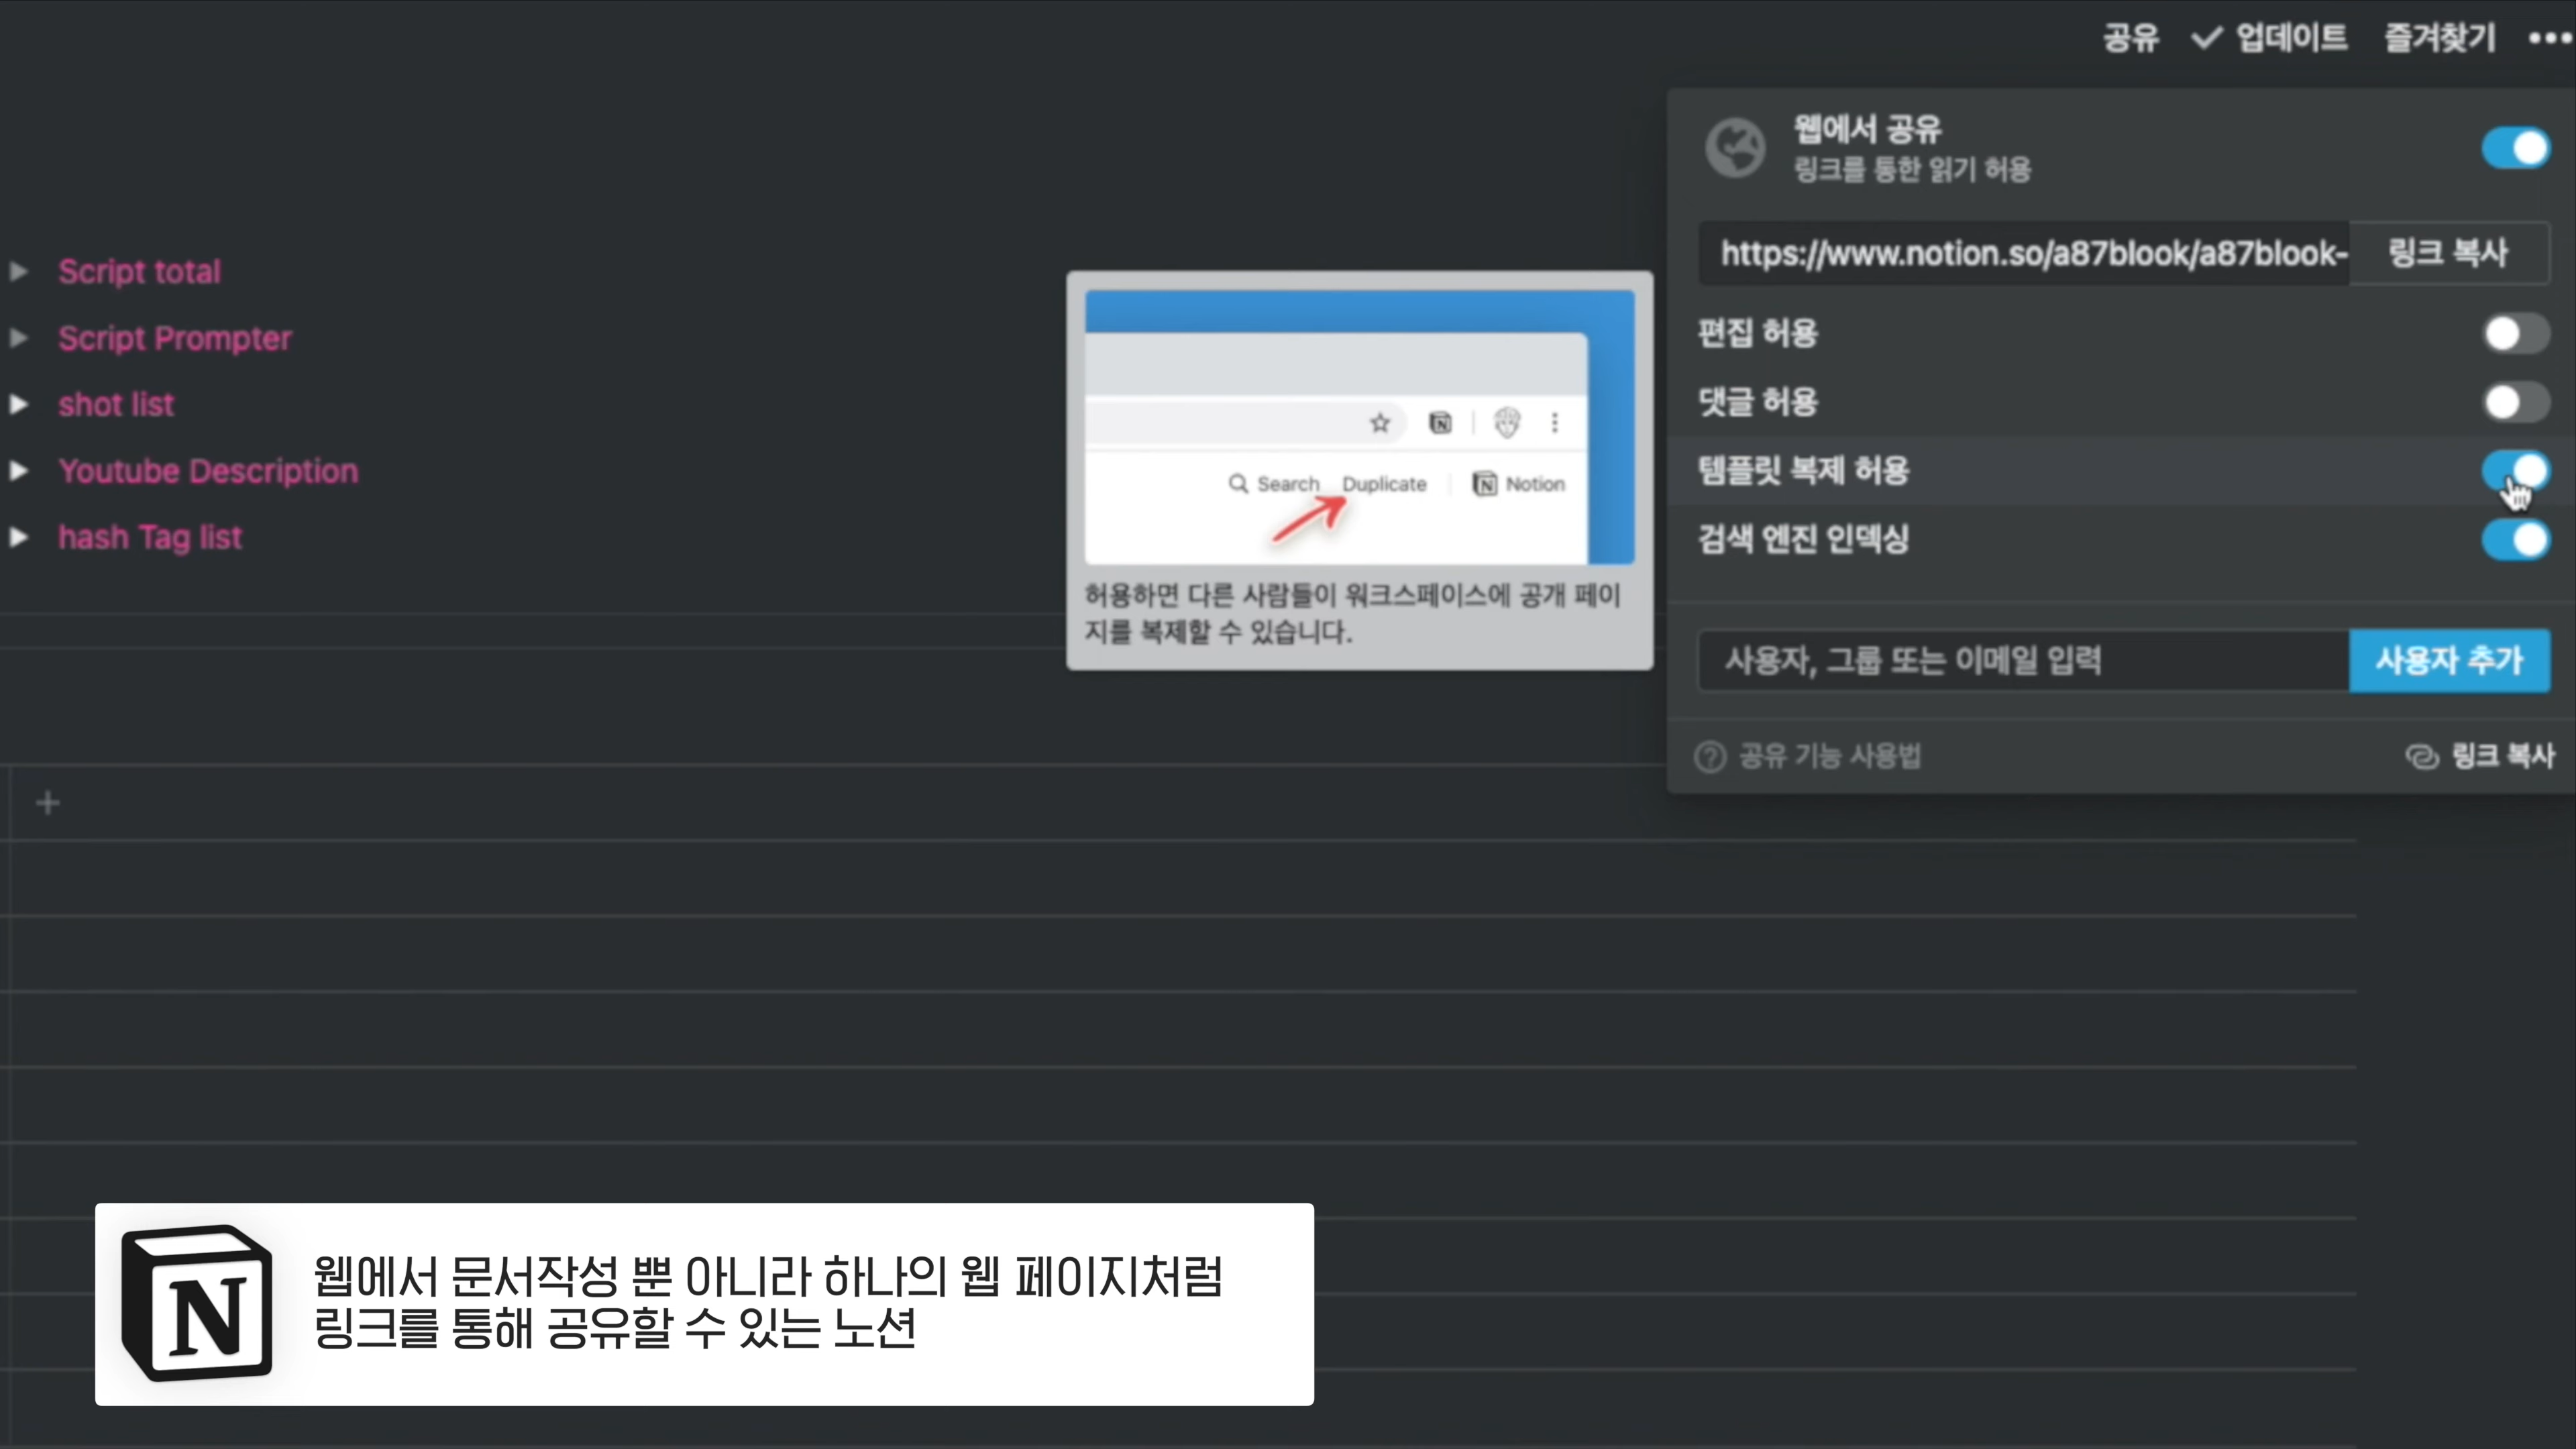 공유 업데이트 즐겨찾기
웹에서 공유
링크를 통한 읽기 허용
https://www.notion.so/a87blook/a87blook- 링크 복사
편집 허용
댓글 허용
템플릿 복제 허용
검색 엔진 인덱싱
사용자, 그룹 또는 이메일 입력 사용자 추가
공유 기능 사용법 링크 복사
Script total
Script Prompter
shot list
Youtube Description
hash Tag list
Search Duplicate N Notion
허용하면 다른 사람들이 워크스페이스에 공개 페이
지를 복제할 수 있습니다.
N
웹에서 문서작성 뿐 아니라 하나의 웹 페이지처럼
링크를 통해 공유할 수 있는 노션